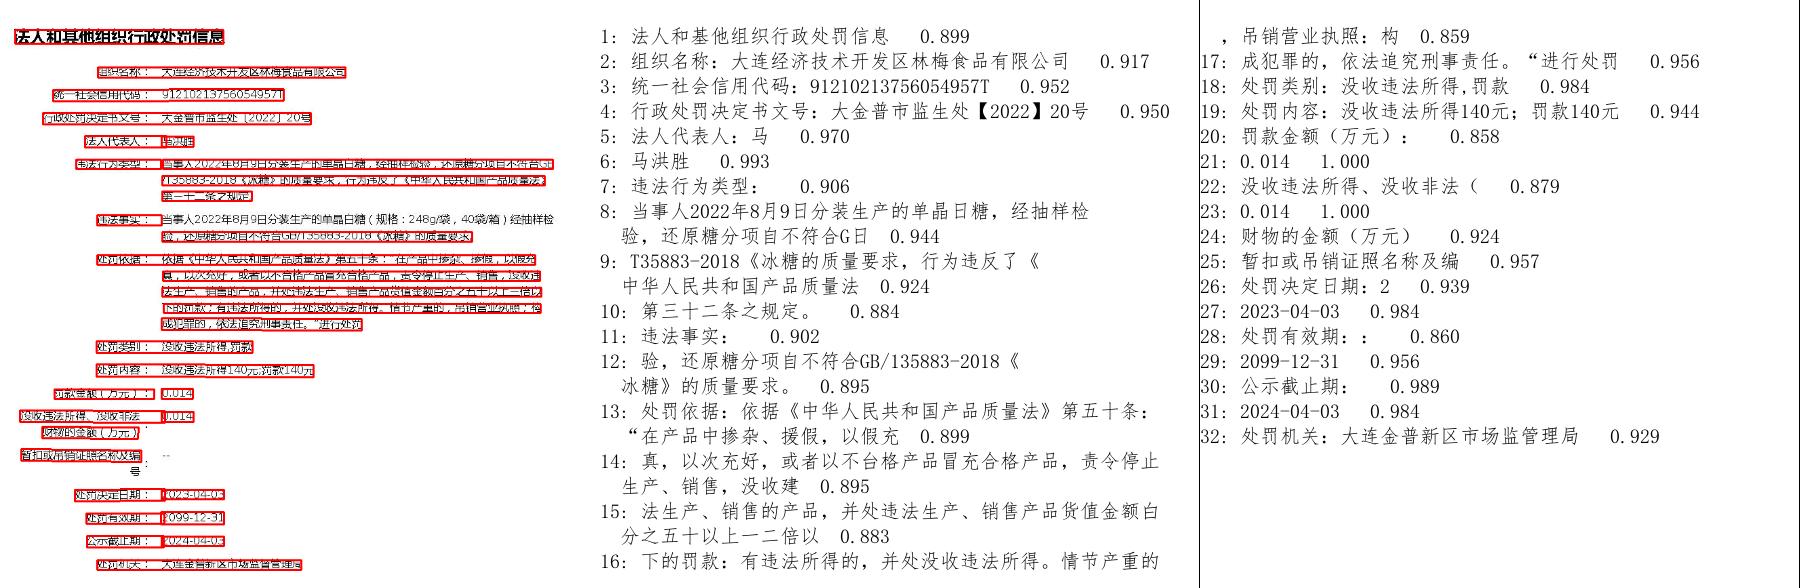 法人和其他组织行政处罚信息
组织名称： 大连经济技术开发区林梅食品有限公司
统一社会信用代码： 91210213756054957T
行政处罚决定书文号： 大金普市监生处〔2022〕20号
法人代表人： 马洪胜
违法行为类型： 当事人2022年8月9日分装生产的单晶日糖，经抽样检验，还原糖分项目不符合GB
/T35883-2018《冰糖》的质量要求，行为违反了《中华人民共和国产品质量法》
第三十二条之规定。
违法事实： 当事人2022年8月9日分装生产的单晶日糖（规格：248g/袋，40袋/箱）经抽样检
验，还原糖分项目不符合GB/T35883-2018《冰糖》的质量要求。
处罚依据： 依据《中华人民共和国产品质量法》第五十条：“在产品中掺杂、掺假，以假充
真，以次充好，或者以不合格产品冒充合格产品，责令停止生产、销售，没收违
法生产、销售的产品，并处违法生产、销售产品货值金额百分之五十以上三倍以
下的罚款；有违法所得的，并处没收违法所得。情节严重的，吊销营业执照；构
成犯罪的，依法追究刑事责任。”进行处罚
处罚类别： 没收违法所得,罚款
处罚内容： 没收违法所得140元;罚款140元
罚款金额（万元）： 0.014
没收违法所得、没收非法 0.014
财物的金额（万元）：
暂扣或吊销证照名称及编 --
号：
处罚决定日期： 2023-04-03
处罚有效期： 2099-12-31
公示截止期： 2024-04-03
处罚机关： 大连金普新区市场监督管理局
1: 法人和基他组织行政处罚信息 0.899
2: 组织名称：大连经济技术开发区林梅食品有限公司 0.917
3: 统一社会信用代码：91210213756054957T 0.952
4: 行政处罚决定书文号：大金普市监生处【2022】20号 0.950
5: 法人代表人：马 0.970
6: 马洪胜 0.993
7: 违法行为类型： 0.906
8: 当事人2022年8月9日分装生产的单晶日糖，经抽样检
验，还原糖分项自不符合G日 0.944
9: T35883-2018《冰糖的质量要求，行为违反了《
中华人民共和国产品质量法 0.924
10: 第三十二条之规定。 0.884
11: 违法事实： 0.902
12: 验，还原糖分项自不符合GB/135883-2018《
冰糖》的质量要求。 0.895
13: 处罚依据：依据《中华人民共和国产品质量法》第五十条：
“在产品中掺杂、援假，以假充 0.899
14: 真，以次充好，或者以不台格产品冒充合格产品，责令停止
生产、销售，没收建 0.895
15: 法生产、销售的产品，并处违法生产、销售产品货值金额白
分之五十以上一二倍以 0.883
16: 下的罚款：有违法所得的，并处没收违法所得。情节产重的
，吊销营业执照：构 0.859
17: 成犯罪的，依法追究刑事责任。“进行处罚 0.956
18: 处罚类别：没收违法所得,罚款 0.984
19: 处罚内容：没收违法所得140元；罚款140元 0.944
20: 罚款金额（万元）： 0.858
21: 0.014 1.000
22: 没收违法所得、没收非法（ 0.879
23: 0.014 1.000
24: 财物的金额（万元） 0.924
25: 暂扣或吊销证照名称及编 0.957
26: 处罚决定日期：2 0.939
27: 2023-04-03 0.984
28: 处罚有效期：： 0.860
29: 2099-12-31 0.956
30: 公示截止期： 0.989
31: 2024-04-03 0.984
32: 处罚机关：大连金普新区市场监管理局 0.929